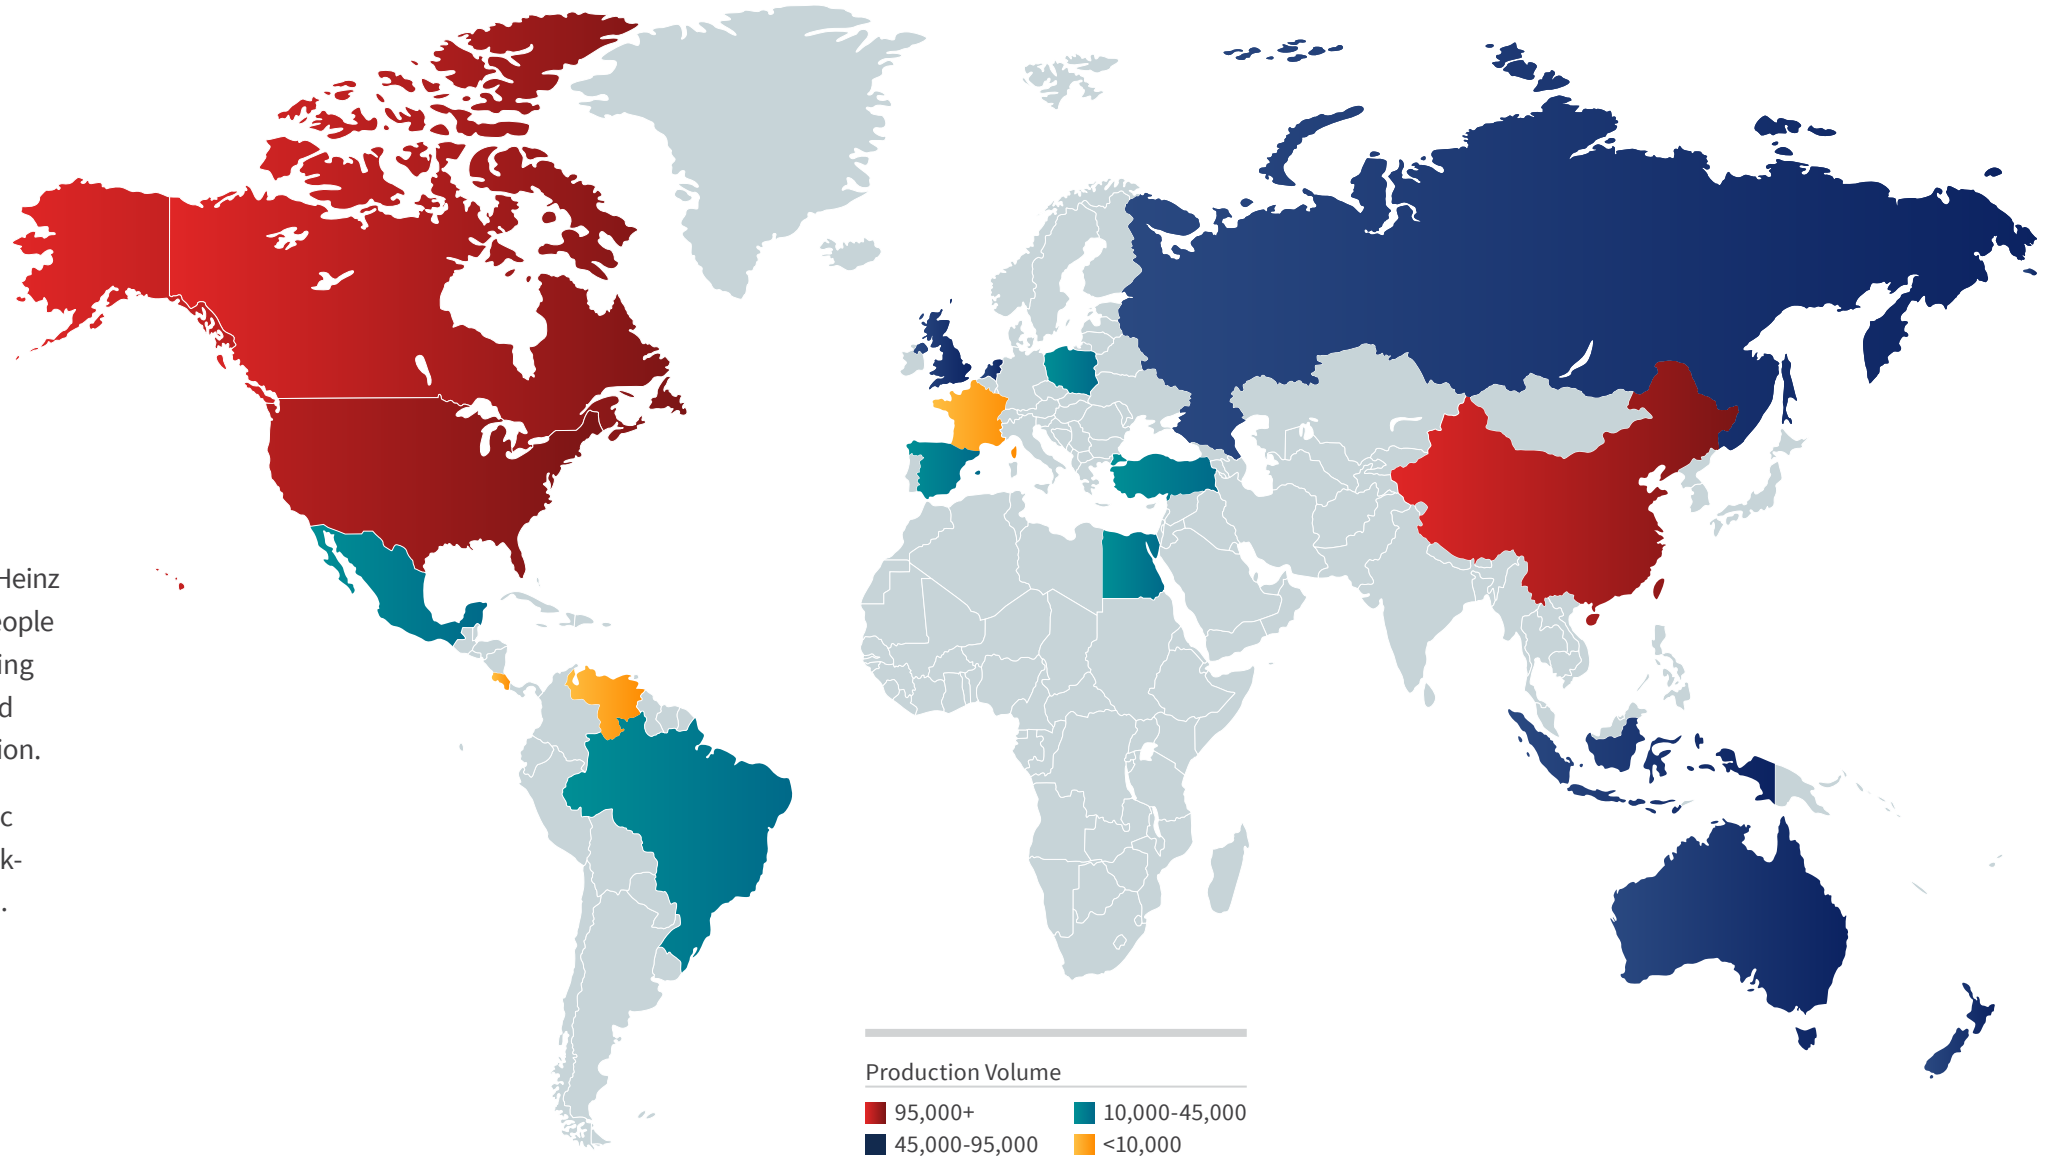 Heinz
eople
ing
d
ion.
c
k-
.
Production Volume
95,000+
10,000-45,000
45,000-95,000
<10,000